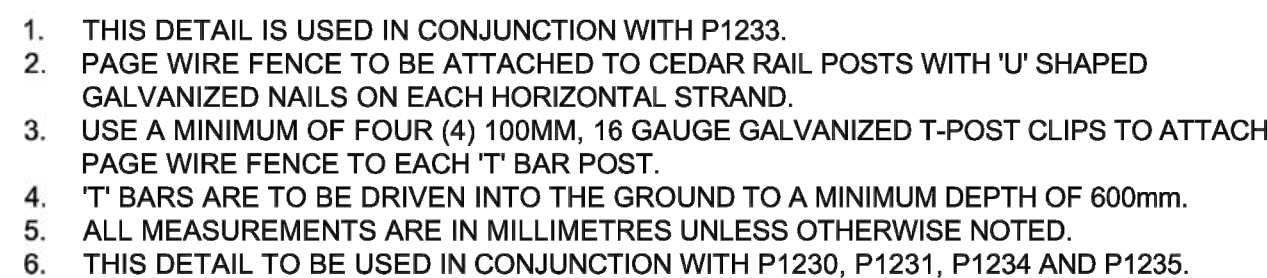 1. THIS DETAIL IS USED IN CONJUNCTION WITH P1233.
2. PAGE WIRE FENCE TO BE ATTACHED TO CEDAR RAIL POSTS WITH 'U' SHAPED
GALVANIZED NAILS ON EACH HORIZONTAL STRAND.
3. USE A MINIMUM OF FOUR (4) 100MM, 16 GAUGE GALVANIZED T-POST CLIPS TO ATTACH
PAGE WIRE FENCE TO EACH 'T' BAR POST.
4. 'T' BARS ARE TO BE DRIVEN INTO THE GROUND TO A MINIMUM DEPTH OF 600mm.
5. ALL MEASUREMENTS ARE IN MILLIMETRES UNLESS OTHERWISE NOTED.
6. THIS DETAIL TO BE USED IN CONJUNCTION WITH P1230, P1231, P1234 AND P1235.